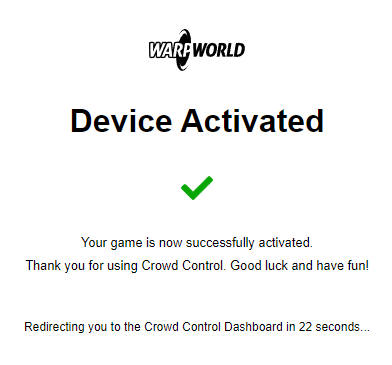 WARPWORLD
Device Activated
Your game is now successfully activated.
Thank you for using Crowd Control. Good luck and have fun!
Redirecting you to the Crowd Control Dashboard in 22 seconds...